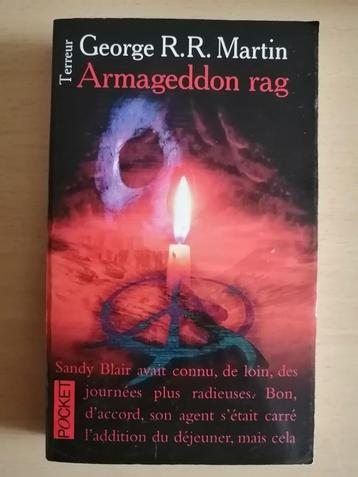 Terreur
George R.R. Martin
Armageddon rag
Sandy Blair avait connu, de loin, des
journées plus radieuses. Bon,
d'accord, son agent s'était carré
l'addition du déjeuner, mais cela
POCKET